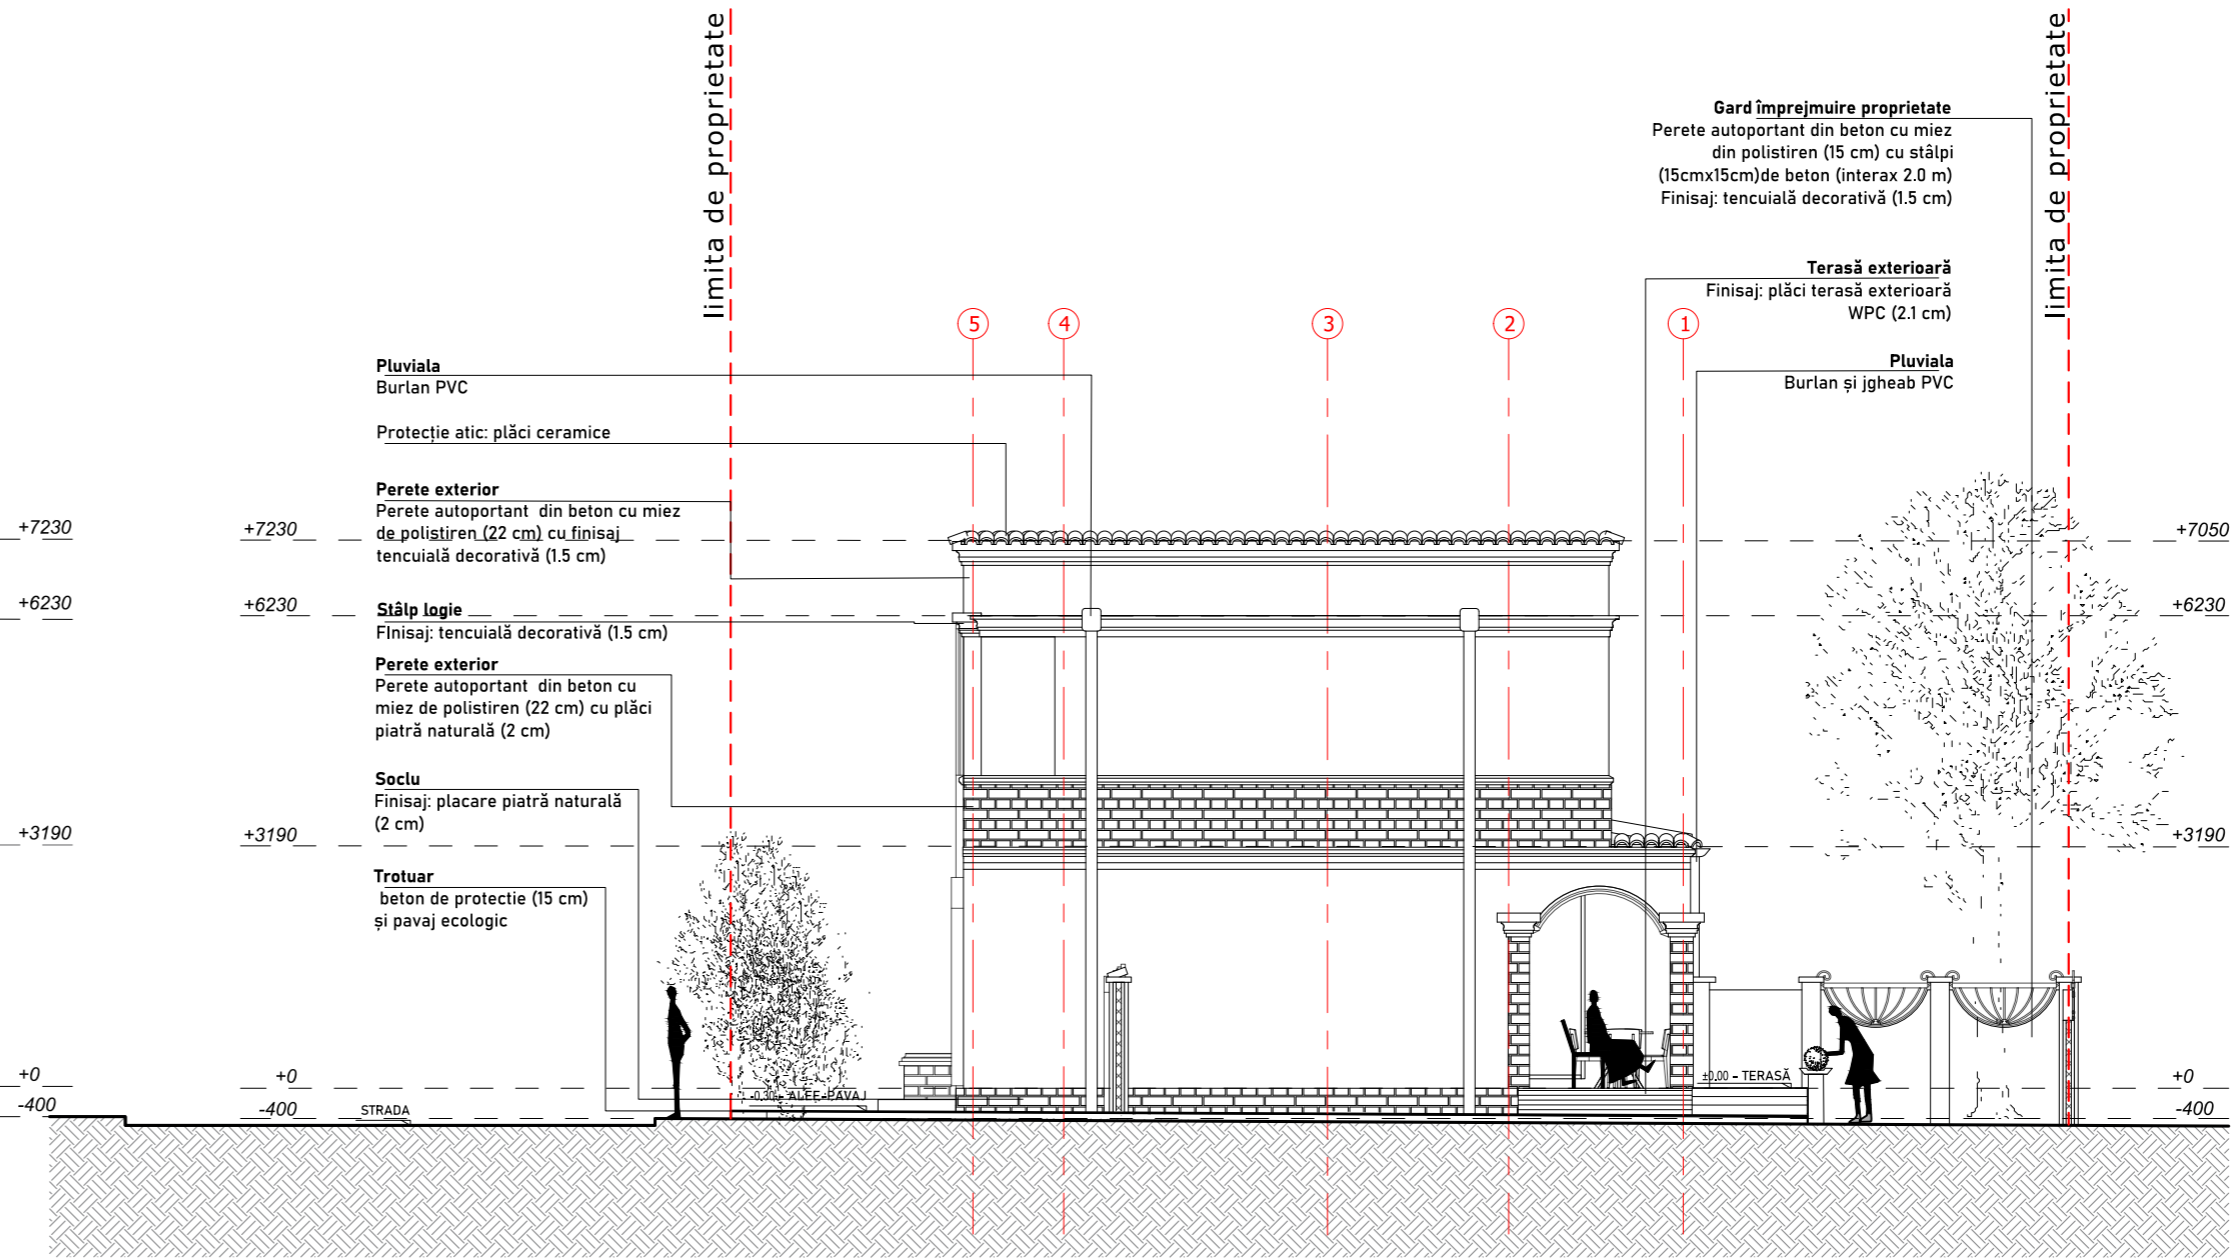 limita de proprietate
limita de proprietate
Gard împrejmuire proprietate
Perete autoportant din beton cu miez
din polistiren (15 cm) cu stâlpi
(15cmx15cm)de beton (interax 2.0 m)
Finisaj: tencuială decorativă (1.5 cm)
Terasă exterioară
Finisaj: plăci terasă exterioară
WPC (2.1 cm)
5
4
3
2
1
Pluviala
Burlan PVC
Pluviala
Burlan și jgheab PVC
Protecție atic: plăci ceramice
Perete exterior
Perete autoportant din beton cu miez
de polistiren (22 cm) cu finisaj
tencuială decorativă (1.5 cm)
+7230
+7230
+7050
Stâlp logie
FInisaj: tencuială decorativă (1.5 cm)
+6230
+6230
+6230
Perete exterior
Perete autoportant din beton cu
miez de polistiren (22 cm) cu plăci
piatră naturală (2 cm)
Soclu
Finisaj: placare piatră naturală
(2 cm)
+3190
+3190
+3190
Trotuar
beton de protectie (15 cm)
și pavaj ecologic
+0
+0
±0.00 - TERASĂ
+0
-400
-400
STRADA
-0.30 - ALEE PAVAJ
-400